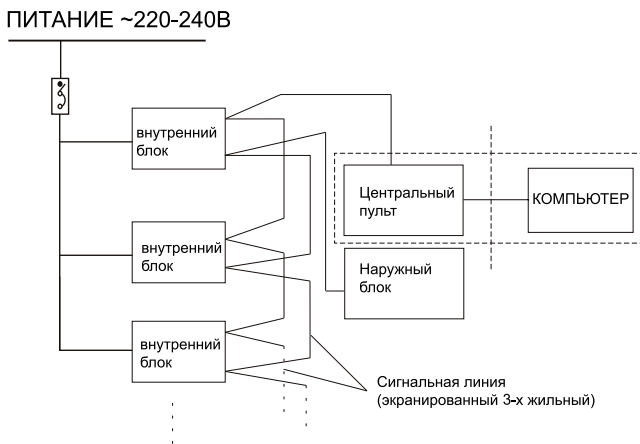 ПИТАНИЕ ~220-240В
внутренний
блок
внутренний
блок
внутренний
блок
Центральный
пульт
КОМПЬЮТЕР
Наружный
блок
Сигнальная линия
(экранированный 3-х жильный)